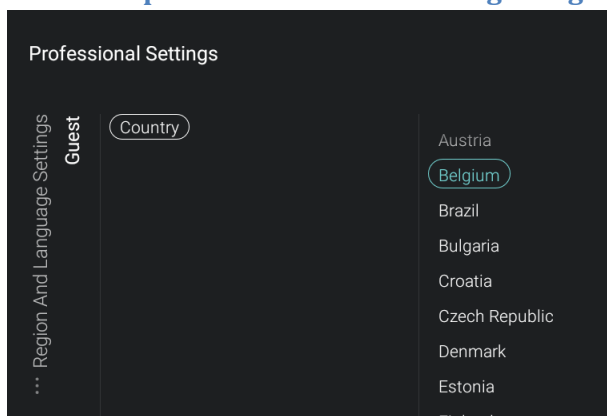 Professional Settings
... Region And Language Settings
Guest
Country
Austria
Belgium
Brazil
Bulgaria
Croatia
Czech Republic
Denmark
Estonia